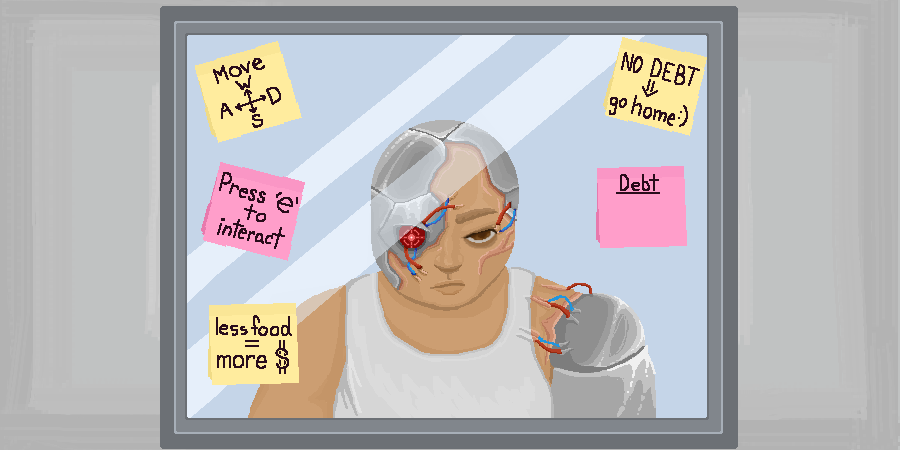 Move
W
A D
S
Press 'e'
to
interact
less food
=
more $
NO DEBT
⇓
go home:)
Debt